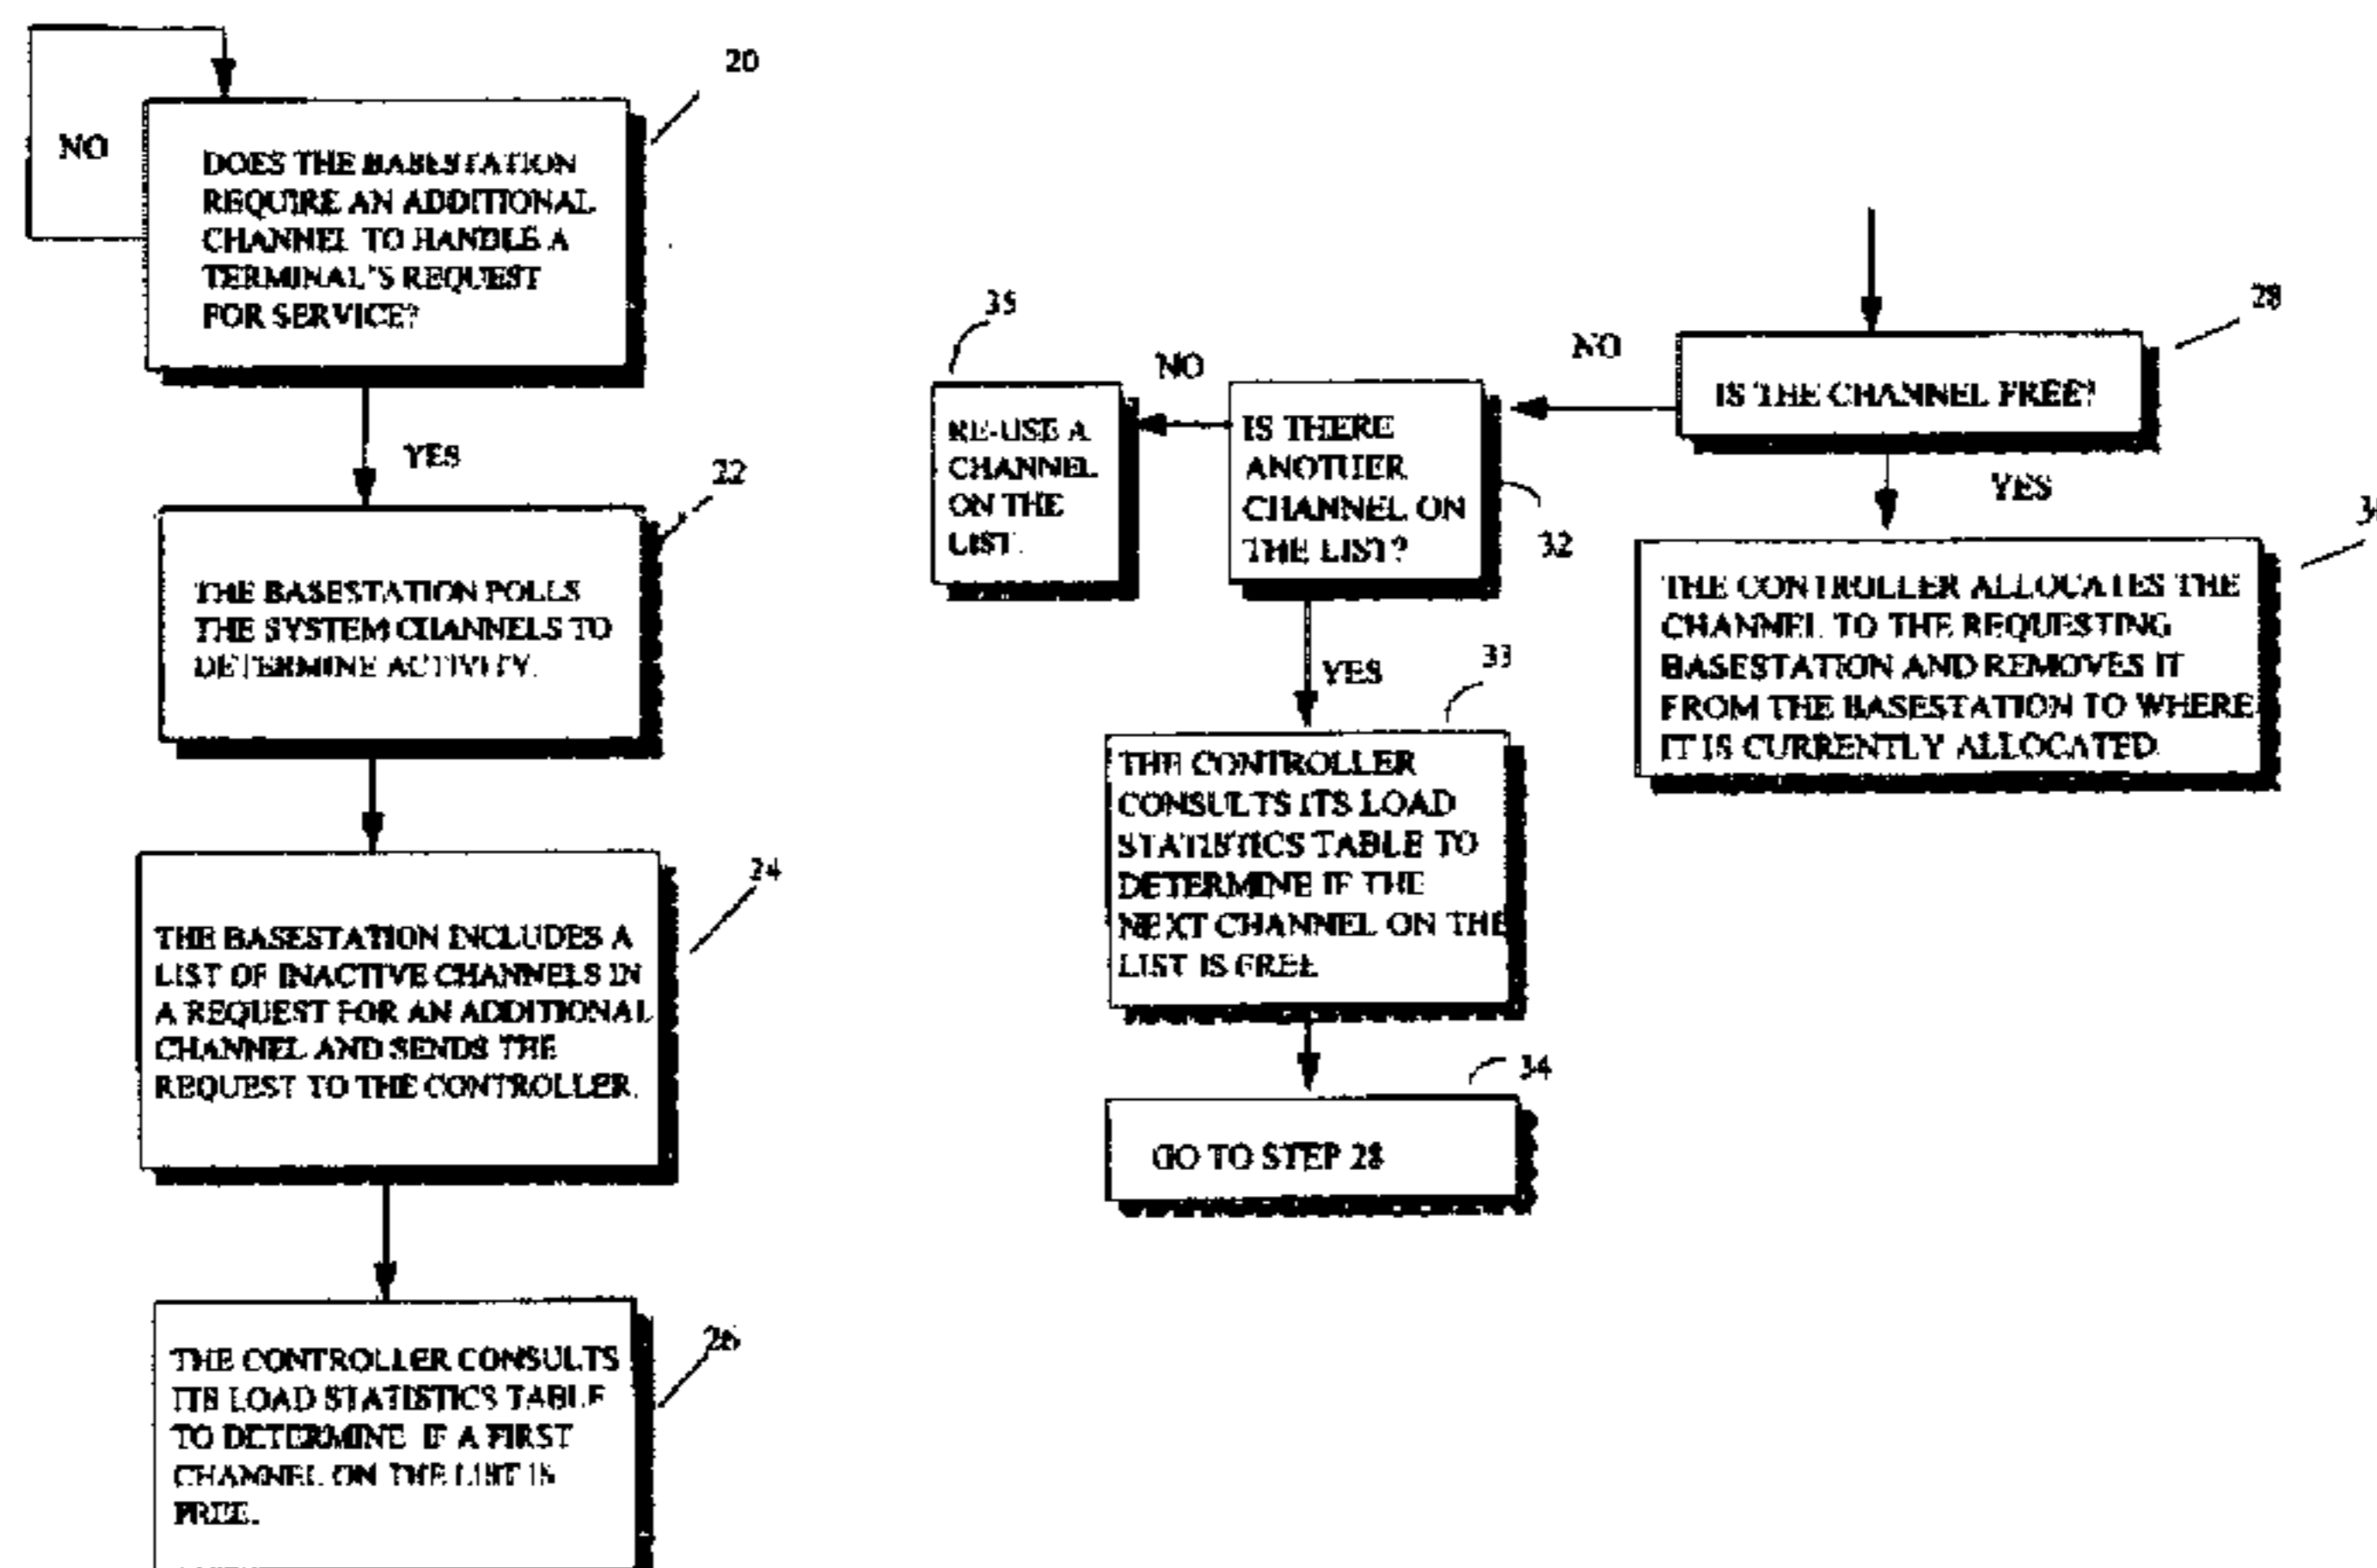 20
NO
DOES THE BASESTATION
REQUIRE AN ADDITIONAL
CHANNEL TO HANDLE A
TERMINAL'S REQUEST
FOR SERVICE?
YES
22
THE BASESTATION POLLS
THE SYSTEM CHANNELS TO
DETERMINE ACTIVITY.
24
THE BASESTATION INCLUDES A
LIST OF INACTIVE CHANNELS IN
A REQUEST FOR AN ADDITIONAL
CHANNEL AND SENDS THE
REQUEST TO THE CONTROLLER.
26
THE CONTROLLER CONSULTS
ITS LOAD STATISTICS TABLE
TO DETERMINE IF A FIRST
CHANNEL ON THE LIST IS
FREE.
28
IS THE CHANNEL FREE?
NO
YES
THE CONTROLLER ALLOCATES THE
CHANNEL TO THE REQUESTING
BASESTATION AND REMOVES IT
FROM THE BASESTATION TO WHERE
IT IS CURRENTLY ALLOCATED.
32
IS THERE
ANOTHER
CHANNEL ON
THE LIST?
NO
35
RE-USE A
CHANNEL
ON THE
LIST.
YES
33
THE CONTROLLER
CONSULTS ITS LOAD
STATISTICS TABLE TO
DETERMINE IF THE
NEXT CHANNEL ON THE
LIST IS FREE
34
GO TO STEP 28